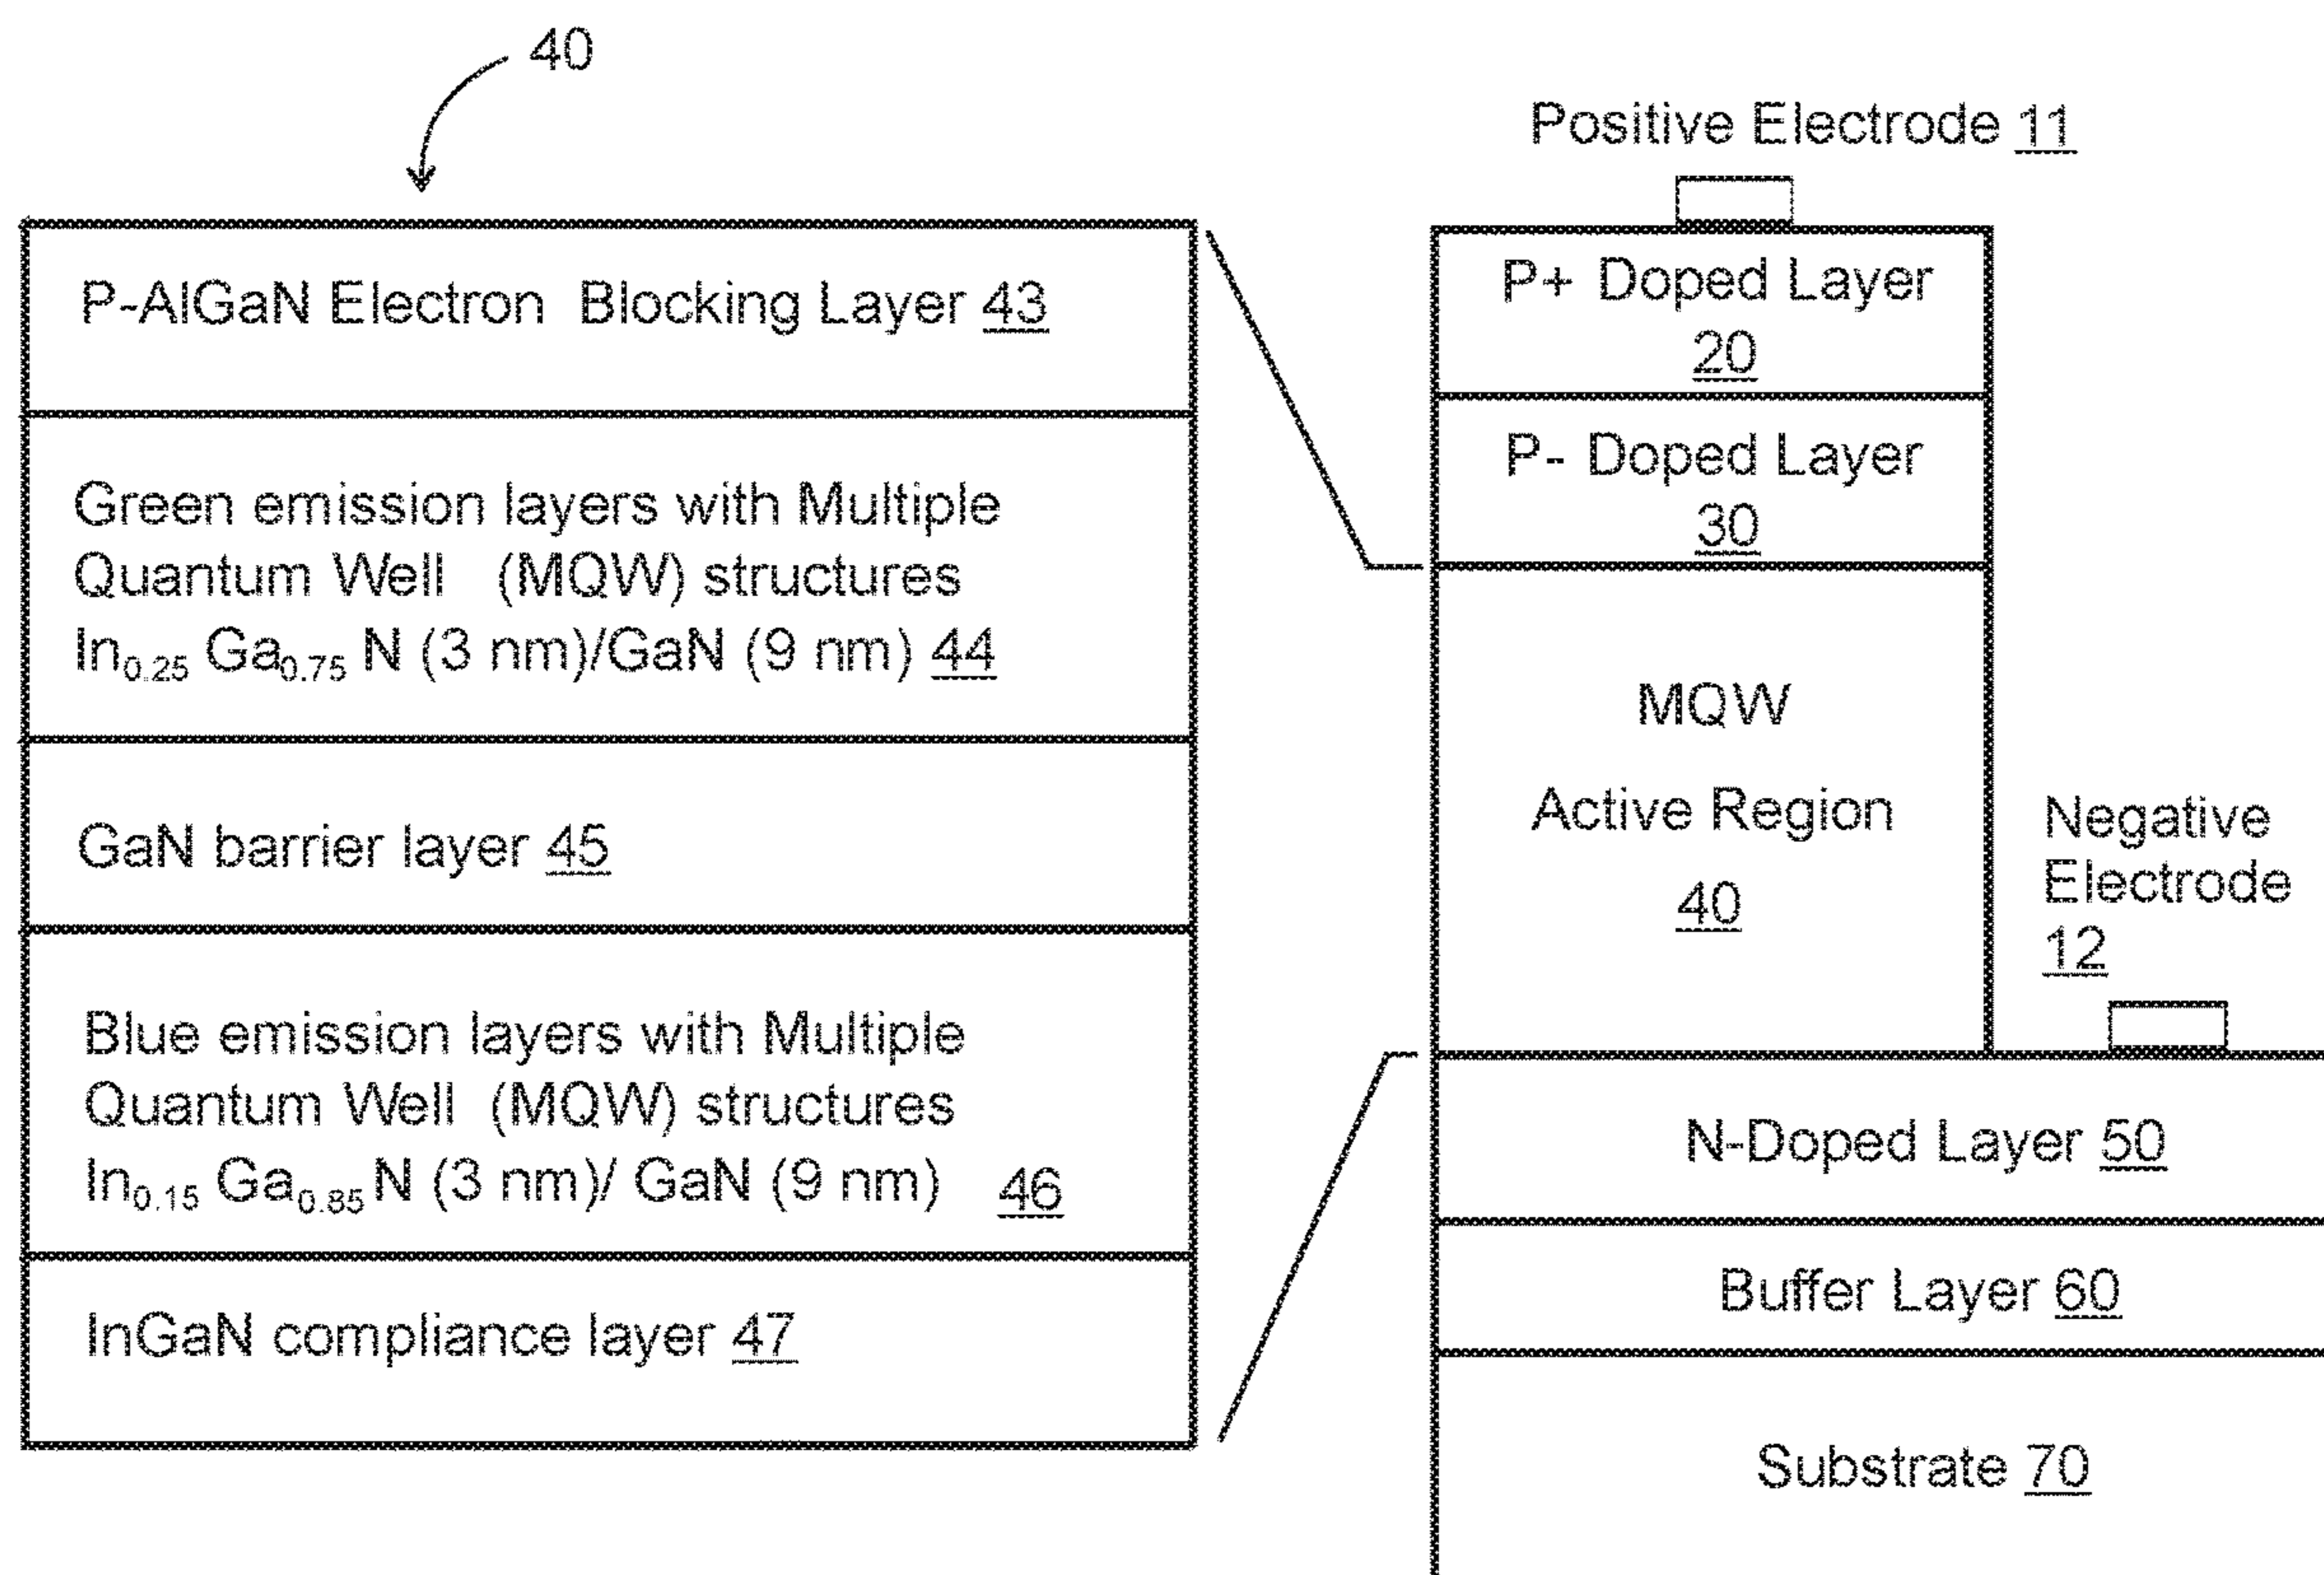 40
P-AlGaN Electron Blocking Layer 43
Green emission layers with Multiple
Quantum Well (MQW) structures
In0.25 Ga0.75 N (3 nm)/GaN (9 nm) 44
GaN barrier layer 45
Blue emission layers with Multiple
Quantum Well (MQW) structures
In0.15 Ga0.85 N (3 nm)/ GaN (9 nm) 46
InGaN compliance layer 47
Positive Electrode 11
P+ Doped Layer
20
P- Doped Layer
30
MQW
Active Region
40
Negative
Electrode
12
N-Doped Layer 50
Buffer Layer 60
Substrate 70